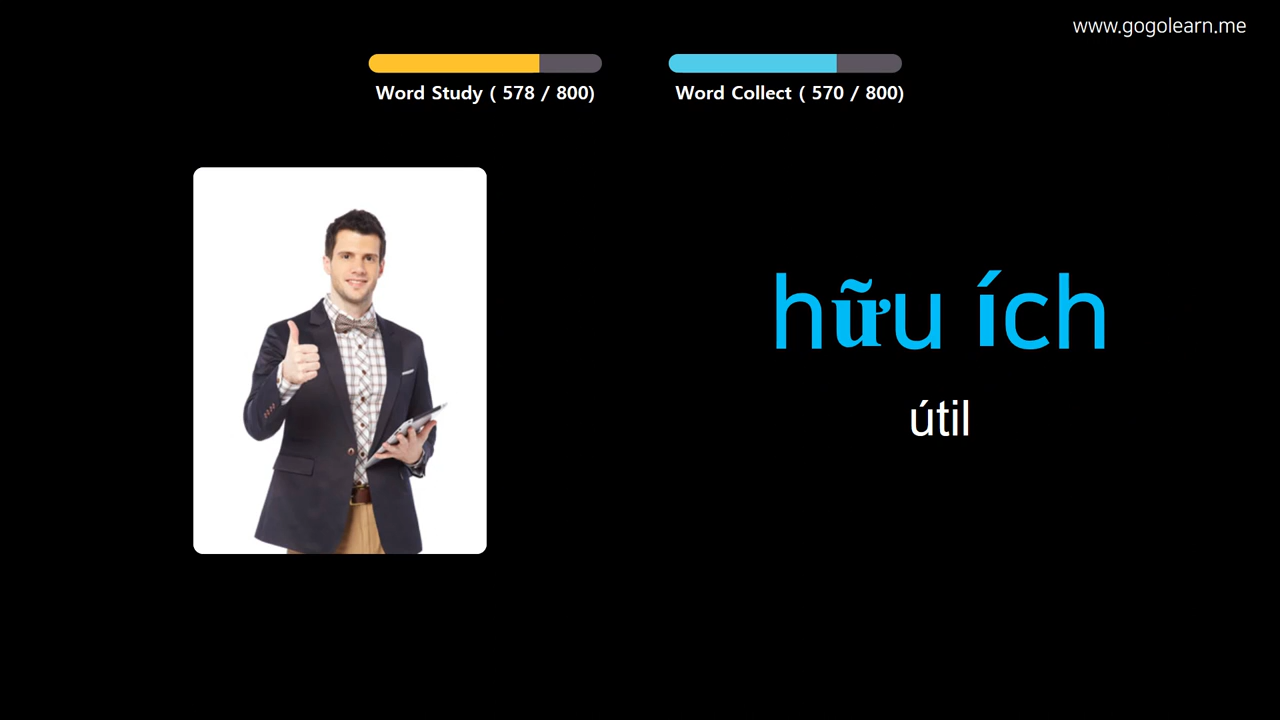 www.gogolearn.me
Word Study ( 578 / 800)
Word Collect ( 570 / 800)
hữu ích
útil